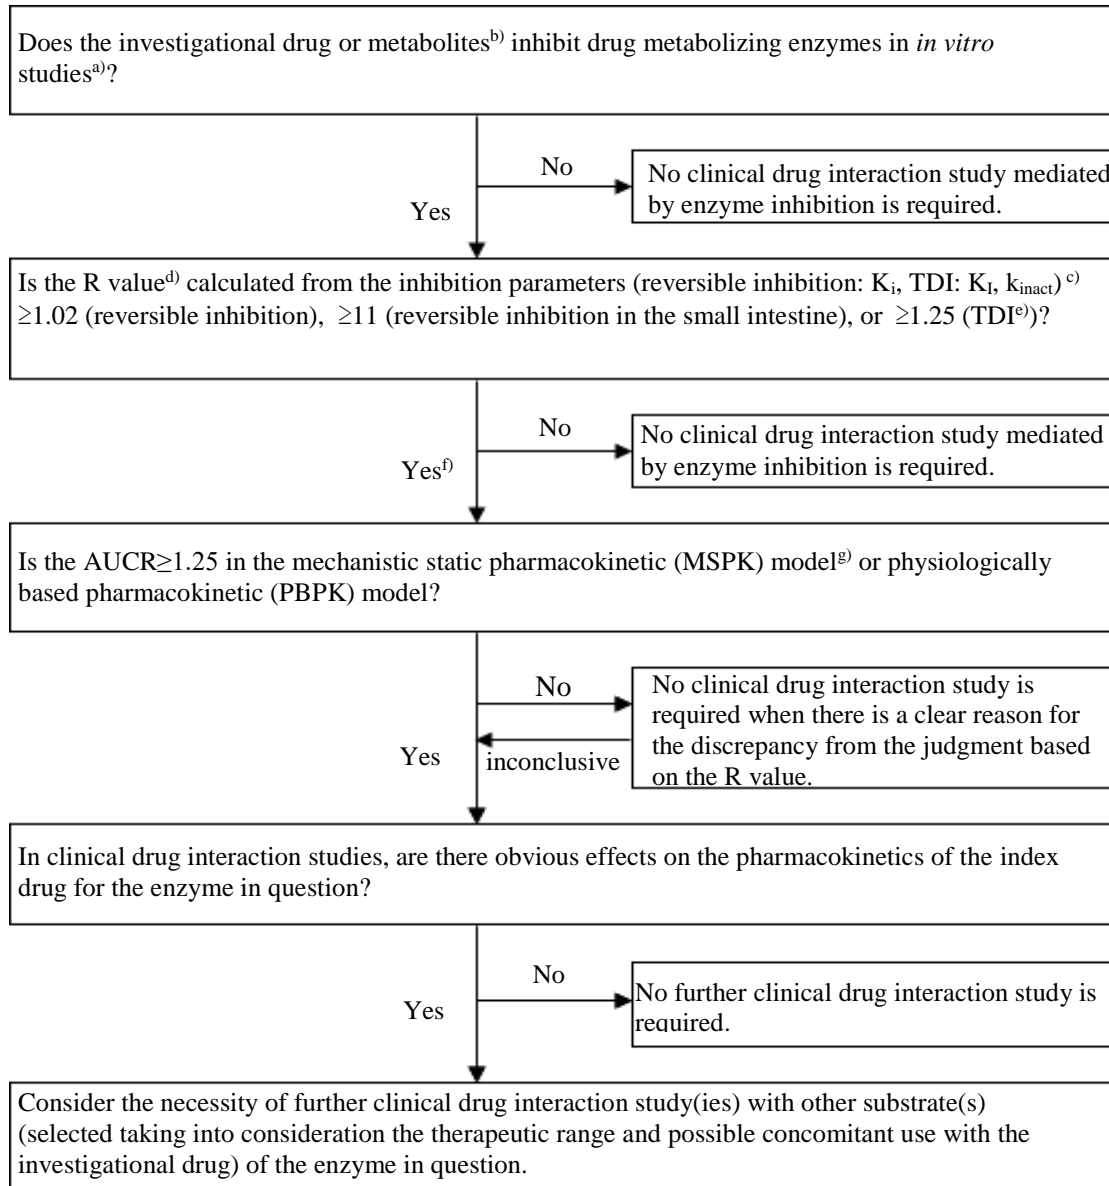 Does the investigational drug or metabolitesb) inhibit drug metabolizing enzymes in in vitro
studiesa)?
No
No clinical drug interaction study mediated
by enzyme inhibition is required.
Yes
Is the R valued) calculated from the inhibition parameters (reversible inhibition: Ki, TDI: KI, kinact) c)
≥1.02 (reversible inhibition), ≥11 (reversible inhibition in the small intestine), or ≥1.25 (TDIe))?
No
No clinical drug interaction study mediated
by enzyme inhibition is required.
Yesf)
Is the AUCR≥1.25 in the mechanistic static pharmacokinetic (MSPK) modelg) or physiologically
based pharmacokinetic (PBPK) model?
No
No clinical drug interaction study is
required when there is a clear reason for
the discrepancy from the judgment based
on the R value.
Yes
inconclusive
In clinical drug interaction studies, are there obvious effects on the pharmacokinetics of the index
drug for the enzyme in question?
No
No further clinical drug interaction study is
required.
Yes
Consider the necessity of further clinical drug interaction study(ies) with other substrate(s)
(selected taking into consideration the therapeutic range and possible concomitant use with the
investigational drug) of the enzyme in question.